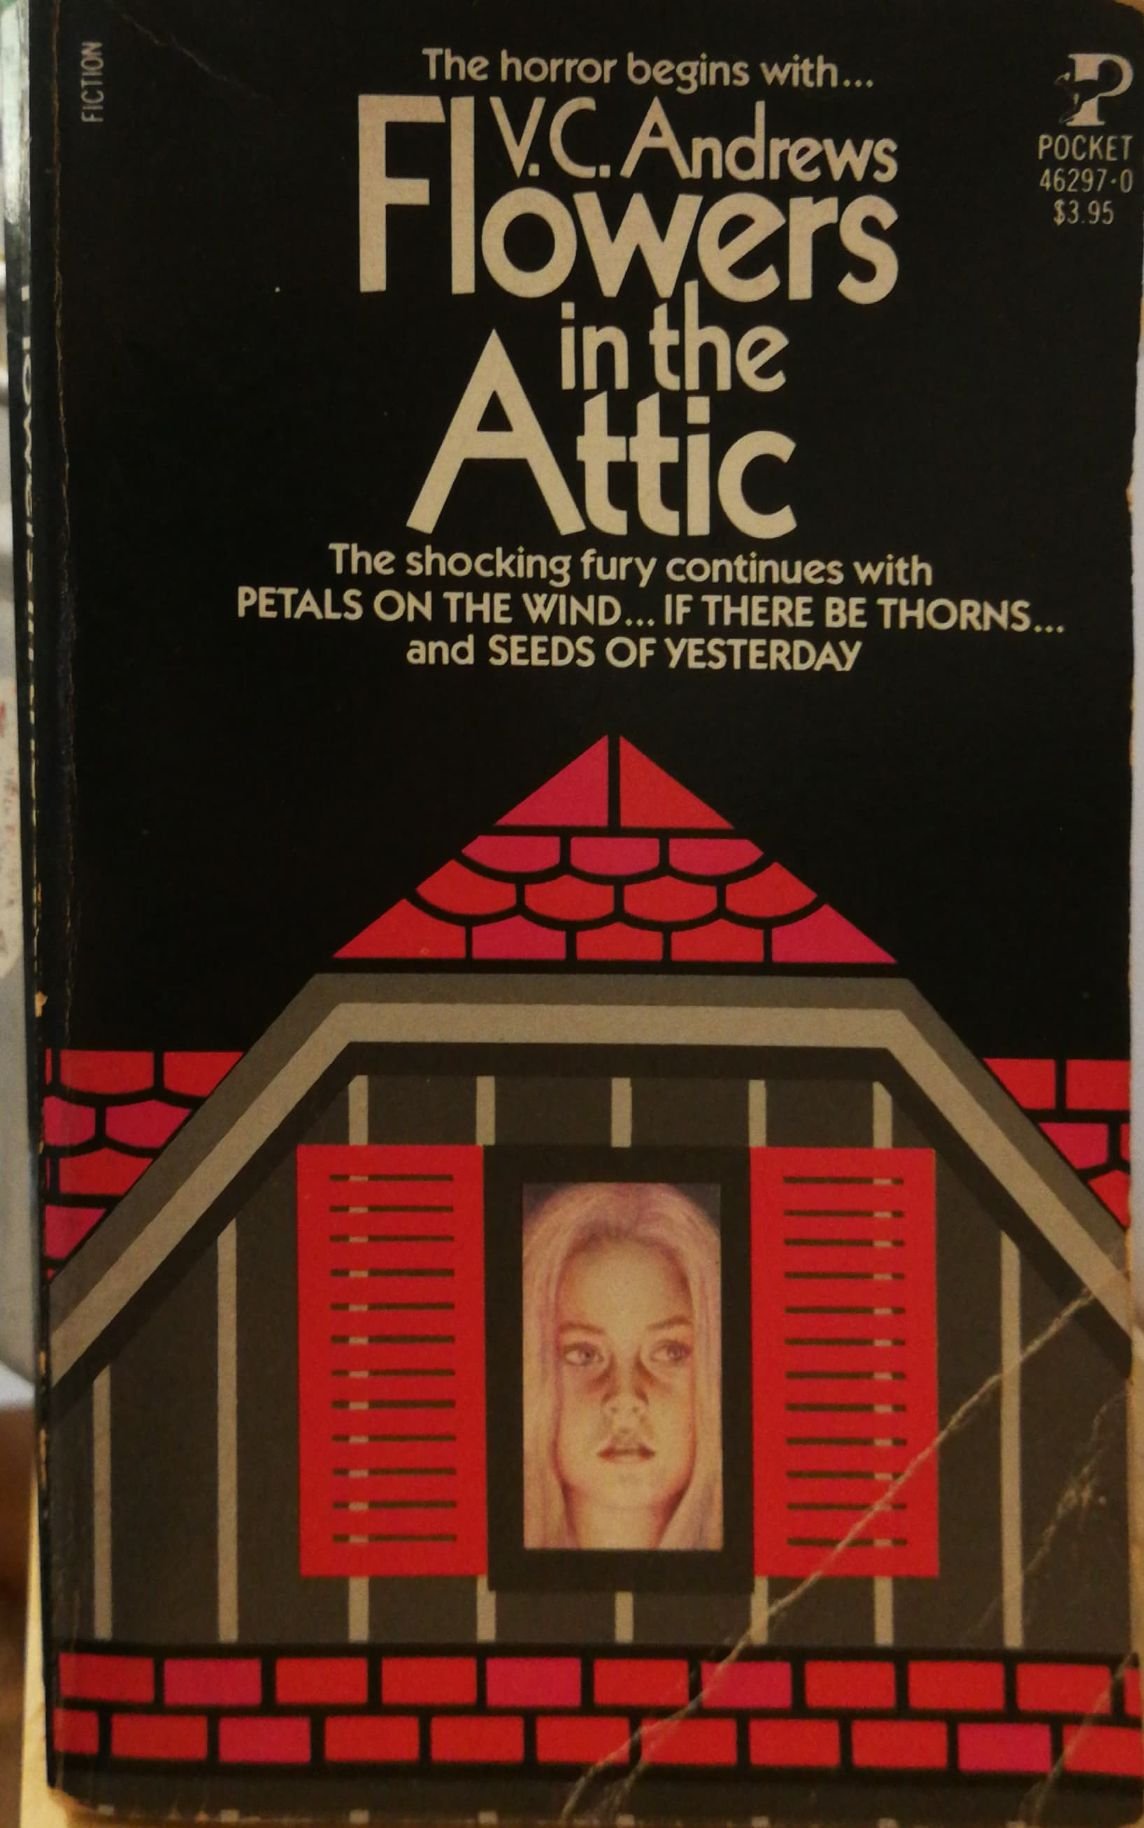 FICTION
The horror begins with...
V.C. Andrews
Flowers
in the
Attic
POCKET
46297·0
$3.95
The shocking fury continues with
PETALS ON THE WIND... IF THERE BE THORNS...
and SEEDS OF YESTERDAY